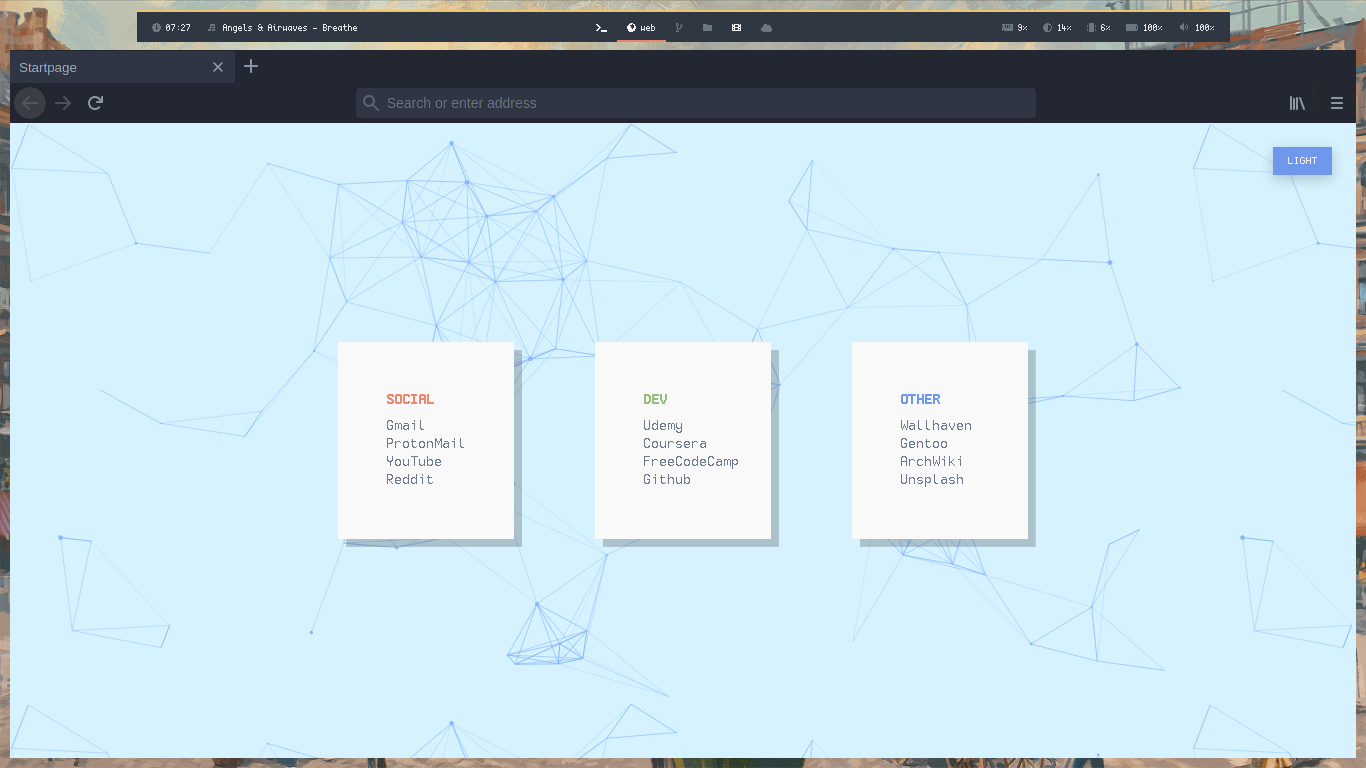 07:27 Angels & Airwaves - Breathe web 9% 14% 6% 100% 100%
Startpage
Search or enter address
LIGHT
SOCIAL
Gmail
ProtonMail
YouTube
Reddit
DEV
Udemy
Coursera
FreeCodeCamp
Github
OTHER
Wallhaven
Gentoo
ArchWiki
Unsplash